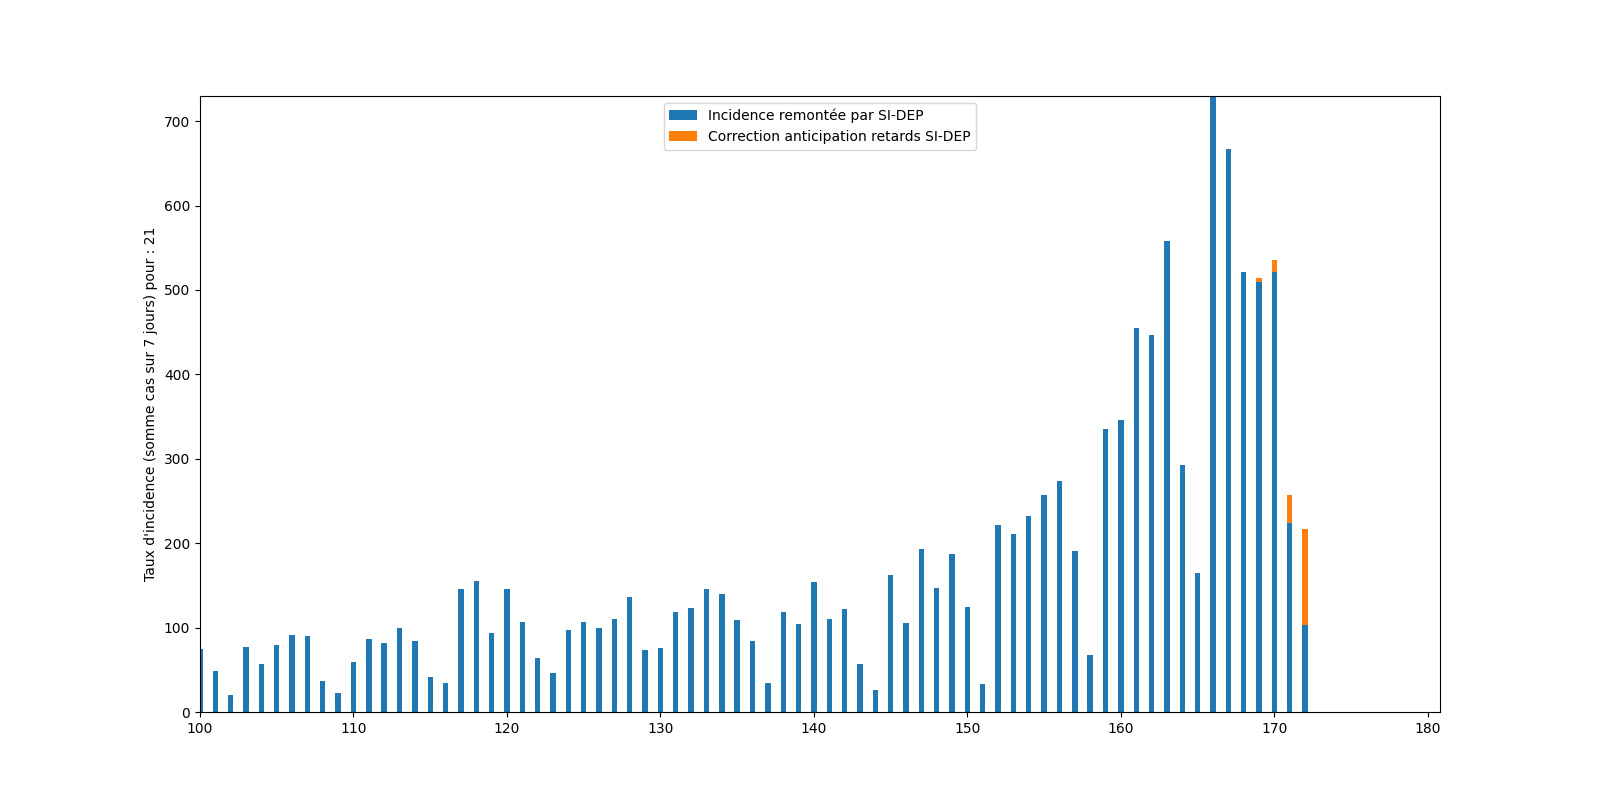 Incidence remontée par SI-DEP
Correction anticipation retards SI-DEP
Taux d'incidence (somme cas sur 7 jours) pour : 21
700
600
500
400
300
200
100
0
100 110 120 130 140 150 160 170 180